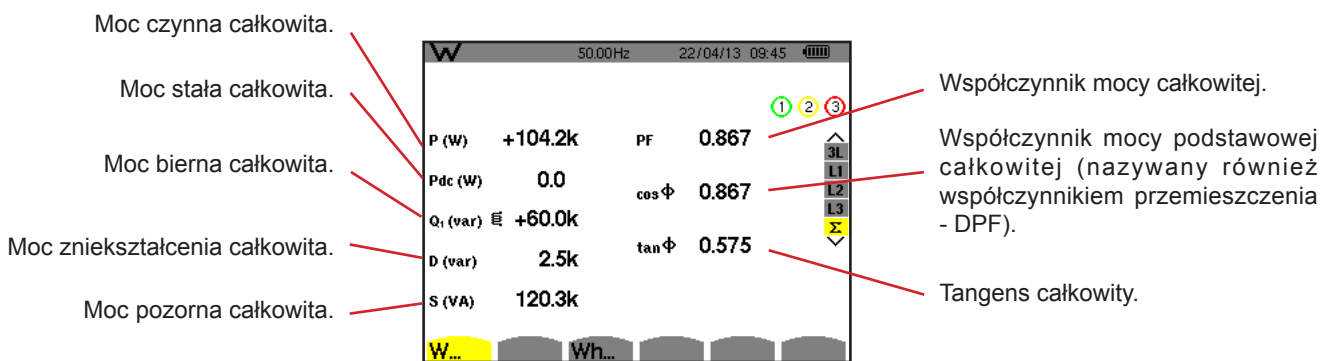 Moc czynna całkowita.
Moc stała całkowita.
Moc bierna całkowita.
Moc zniekształcenia całkowita.
Moc pozorna całkowita.
W 50.00Hz 22/04/13 09:45
1 2 3
P (W) +104.2k PF 0.867
Pdc (W) 0.0 cos Φ 0.867
Q₁ (var) +60.0k
D (var) 2.5k tan Φ 0.575
S (VA) 120.3k
3L
L1
L2
L3
Σ
W... Wh...
Współczynnik mocy całkowitej.
Współczynnik mocy podstawowej
całkowitej (nazywany również
współczynnikiem przemieszczenia
- DPF).
Tangens całkowity.